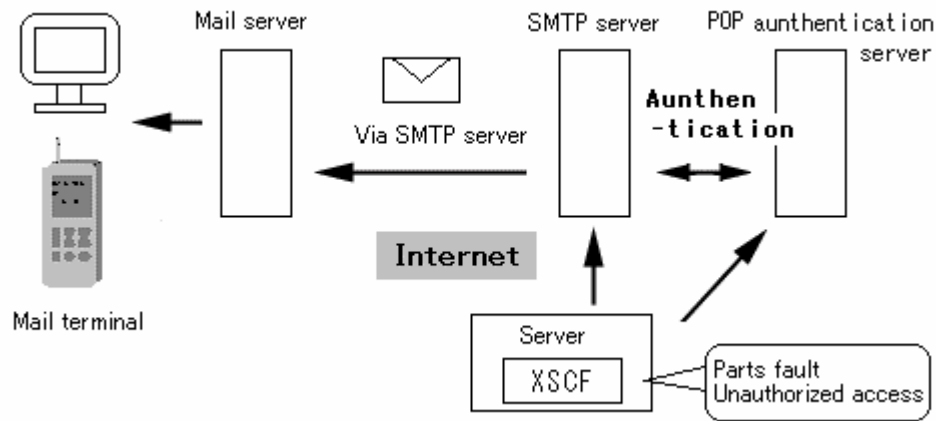 Mail server
SMTP server
POP aunthentication
server
Aunthen
-tication
Via SMTP server
Internet
Mail terminal
Server
XSCF
Parts fault
Unauthorized access